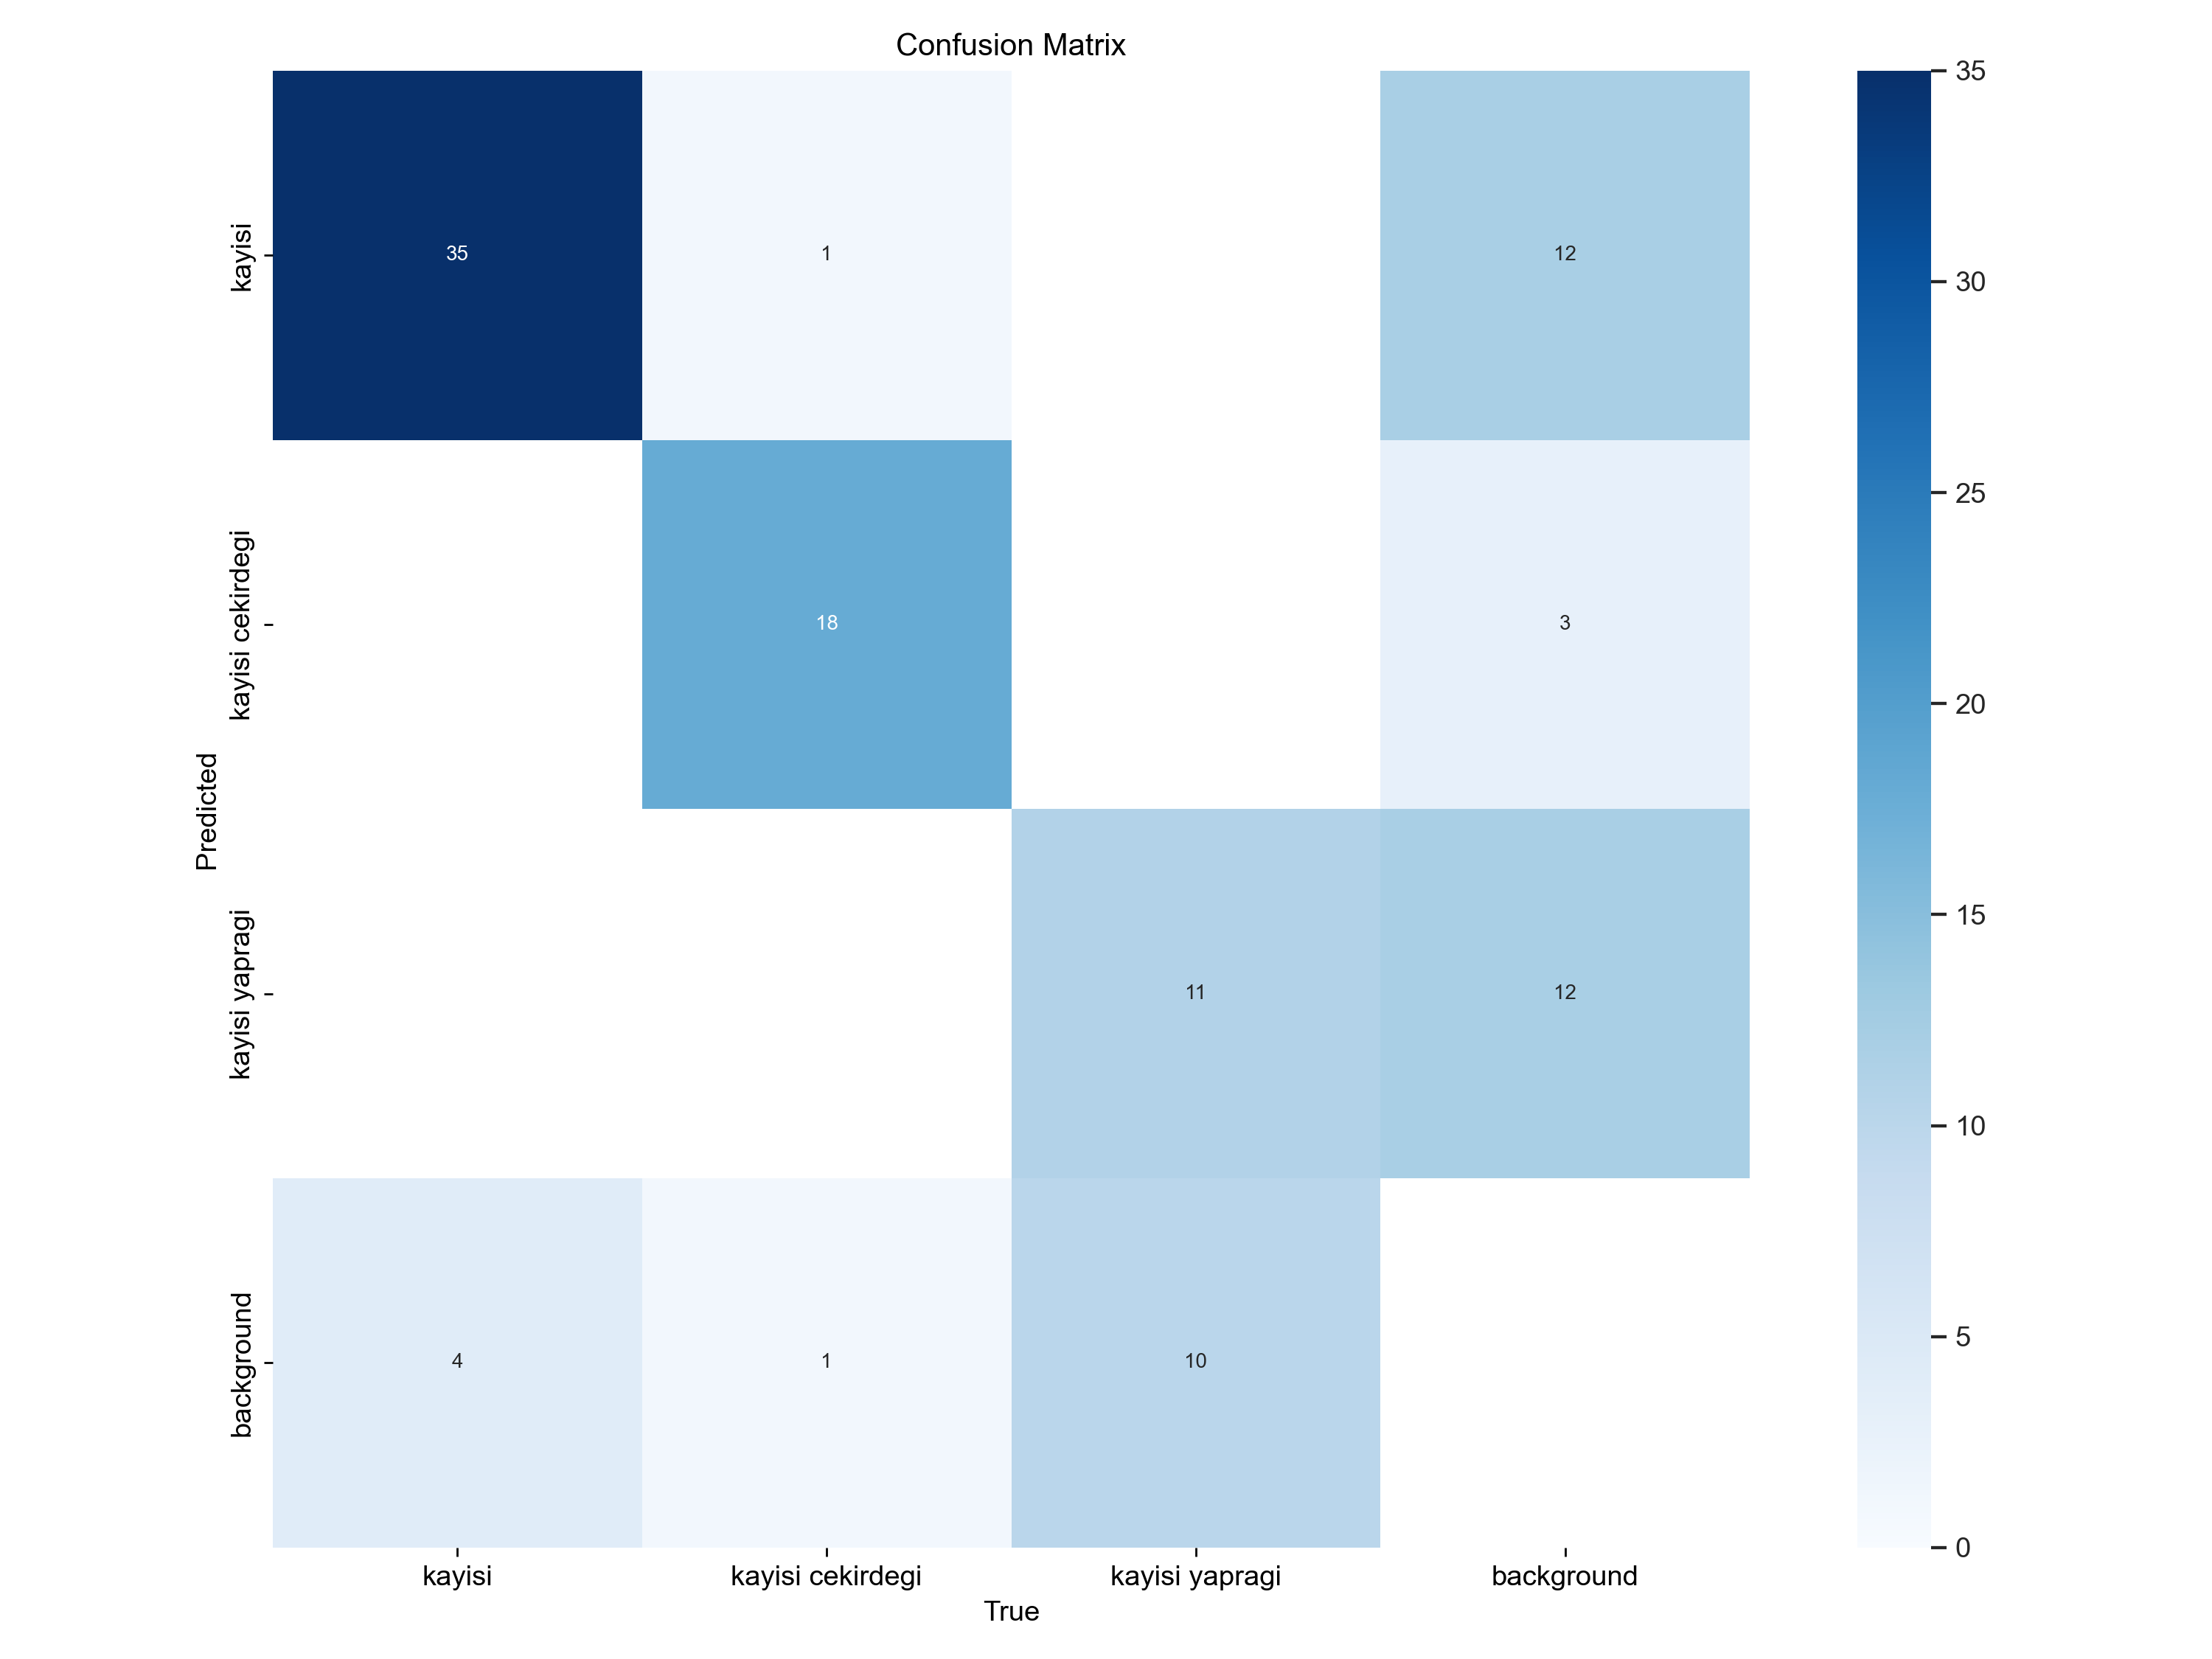 Confusion Matrix
kayisi
35
1
12
kayisi cekirdegi
18
3
kayisi yapragi
11
12
background
4
1
10
Predicted
kayisi
kayisi cekirdegi
kayisi yapragi
background
True
35
30
25
20
15
10
5
0